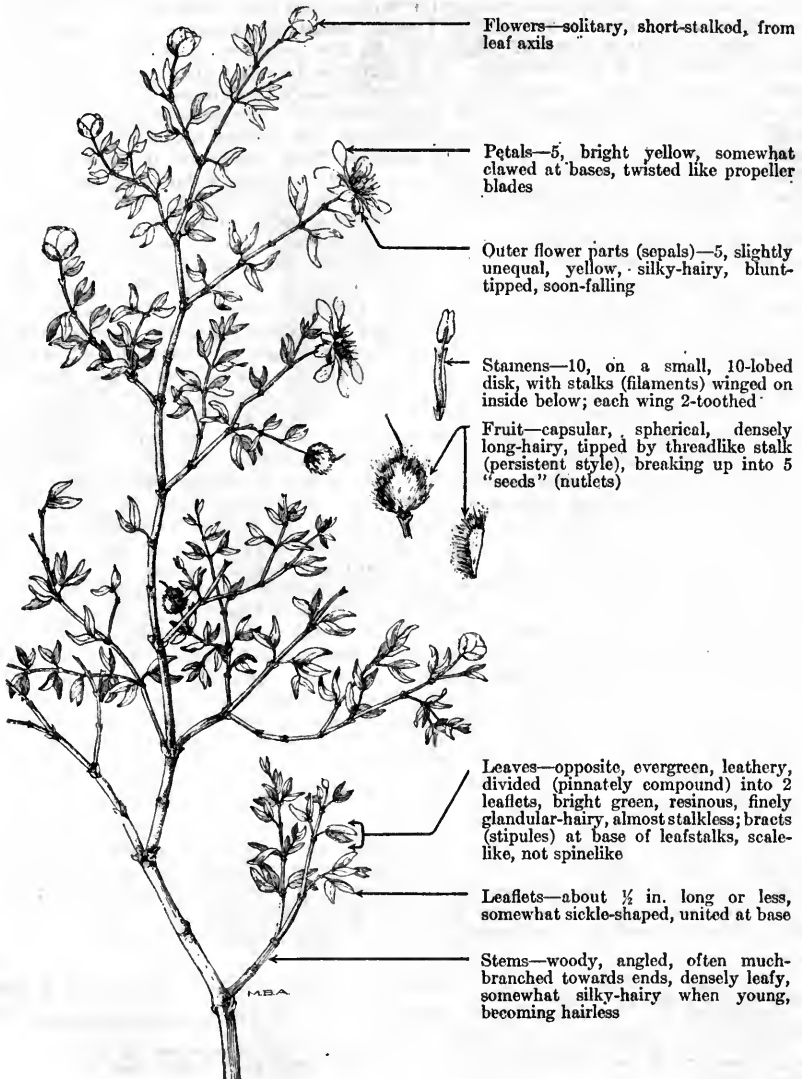 Flowers—solitary, short-stalked, from
leaf axils
Petals—5, bright yellow, somewhat
clawed at bases, twisted like propeller
blades
Outer flower parts (sepals)—5, slightly
unequal, yellow, silky-hairy, blunt-
tipped, soon-falling
Stamens—10, on a small, 10-lobed
disk, with stalks (filaments) winged on
inside below; each wing 2-toothed
Fruit—capsular, spherical, densely
long-hairy, tipped by threadlike stalk
(persistent style), breaking up into 5
"seeds" (nutlets)
Leaves—opposite, evergreen, leathery,
divided (pinnately compound) into 2
leaflets, bright green, resinous, finely
glandular-hairy, almost stalkless; bracts
(stipules) at base of leafstalks, scale-
like, not spinelike
Leaflets—about ½ in. long or less,
somewhat sickle-shaped, united at base
Stems—woody, angled, often much-
branched towards ends, densely leafy,
somewhat silky-hairy when young,
becoming hairless
M.B.A.